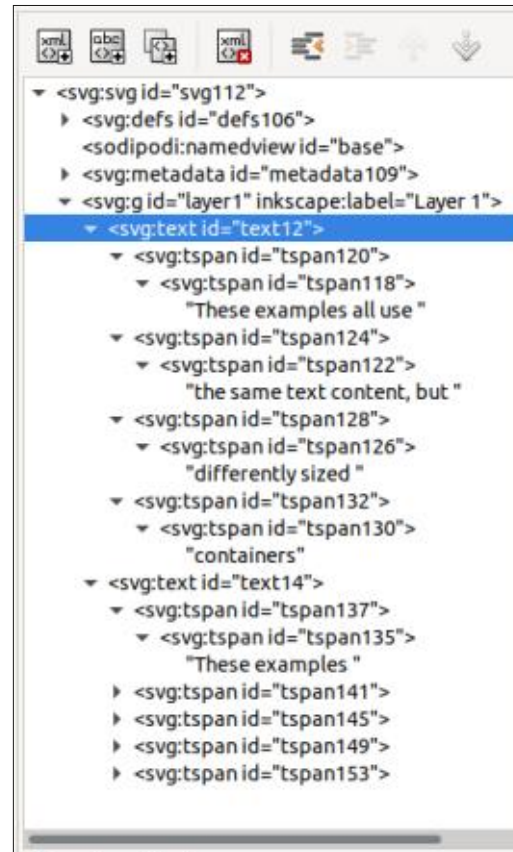 xml
abc
xml
<svg:svg id="svg112">
<svg:defs id="defs106">
<sodipodi:namedview id="base">
<svg:metadata id="metadata109">
<svg:g id="layer1" inkscape:label="Layer 1">
<svg:text id="text12">
<svg:tspan id="tspan120">
<svg:tspan id="tspan118">
"These examples all use "
<svg:tspan id="tspan124">
<svg:tspan id="tspan122">
"the same text content, but "
<svg:tspan id="tspan128">
<svg:tspan id="tspan126">
"differently sized "
<svg:tspan id="tspan132">
<svg:tspan id="tspan130">
"containers"
<svg:text id="text14">
<svg:tspan id="tspan137">
<svg:tspan id="tspan135">
"These examples "
<svg:tspan id="tspan141">
<svg:tspan id="tspan145">
<svg:tspan id="tspan149">
<svg:tspan id="tspan153">